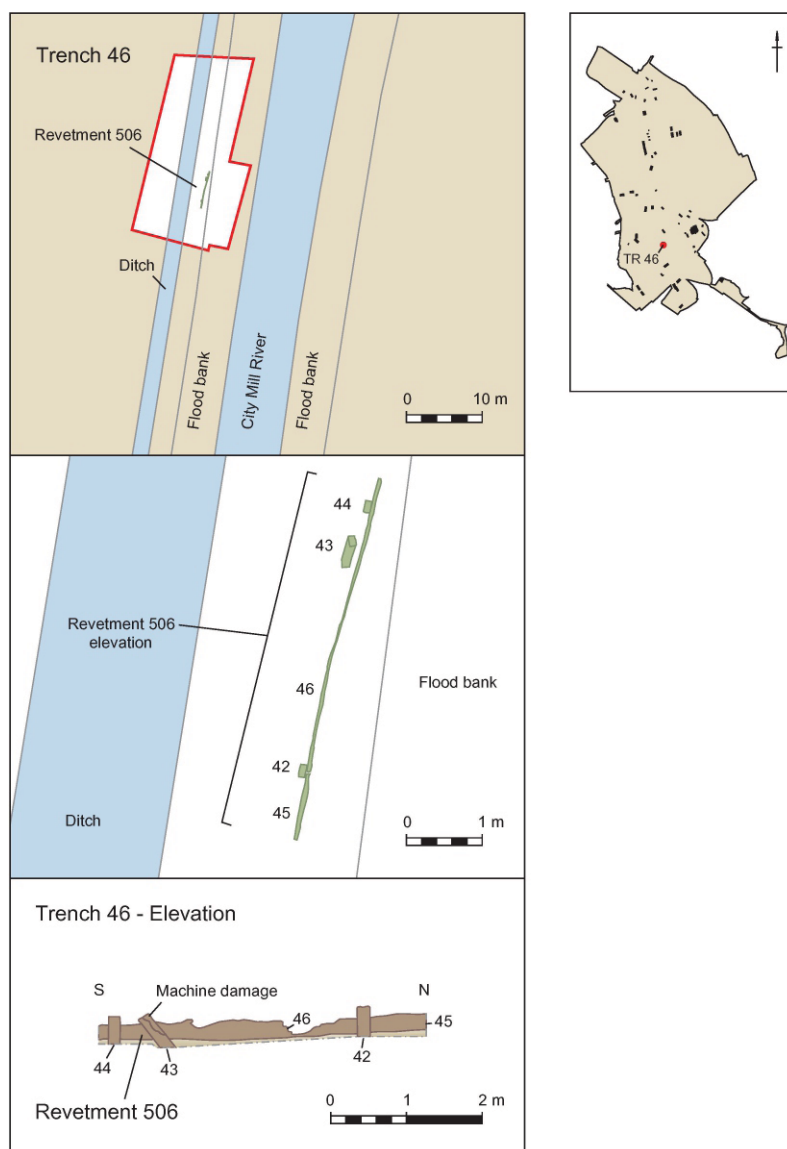 Trench 46
Revetment 506
Ditch
Flood bank
City Mill River
Flood bank
0 10 m
TR 46
44
43
Revetment 506
elevation
46
Flood bank
42
45
Ditch
0 1 m
Trench 46 - Elevation
S N
Machine damage
46
45
44 43 42
Revetment 506
0 1 2 m